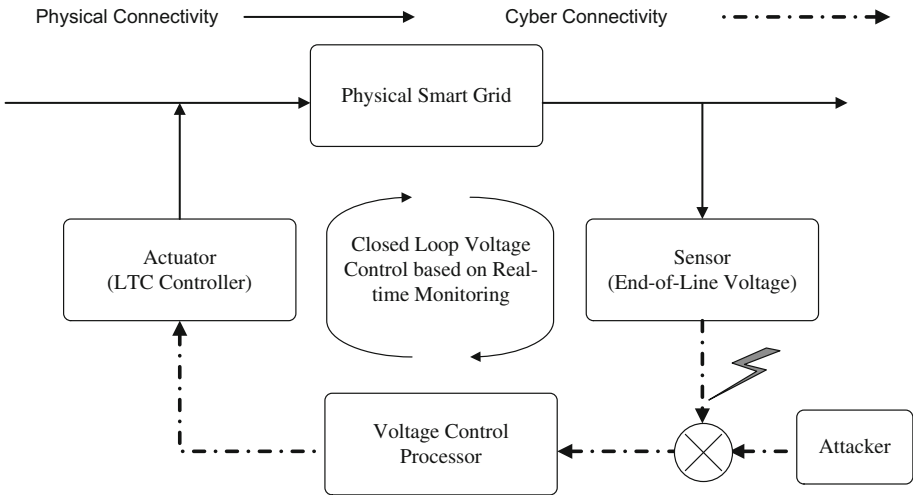 Physical Connectivity
Cyber Connectivity
Physical Smart Grid
Actuator
(LTC Controller)
Closed Loop Voltage
Control based on Real-
time Monitoring
Sensor
(End-of-Line Voltage)
Voltage Control
Processor
Attacker